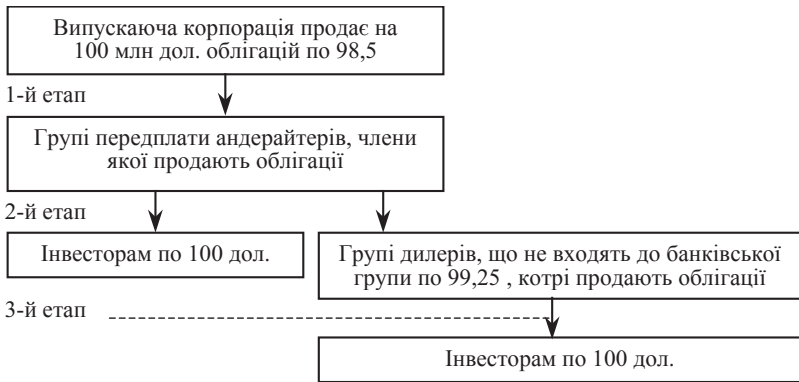 Випускаюча корпорація продає на
100 млн дол. облігацій по 98,5
1-й етап
Групі передплати андерайтерів, члени
якої продають облігації
2-й етап
Інвесторам по 100 дол.
Групі дилерів, що не входять до банківської
групи по 99,25 , котрі продають облігації
3-й етап
Інвесторам по 100 дол.